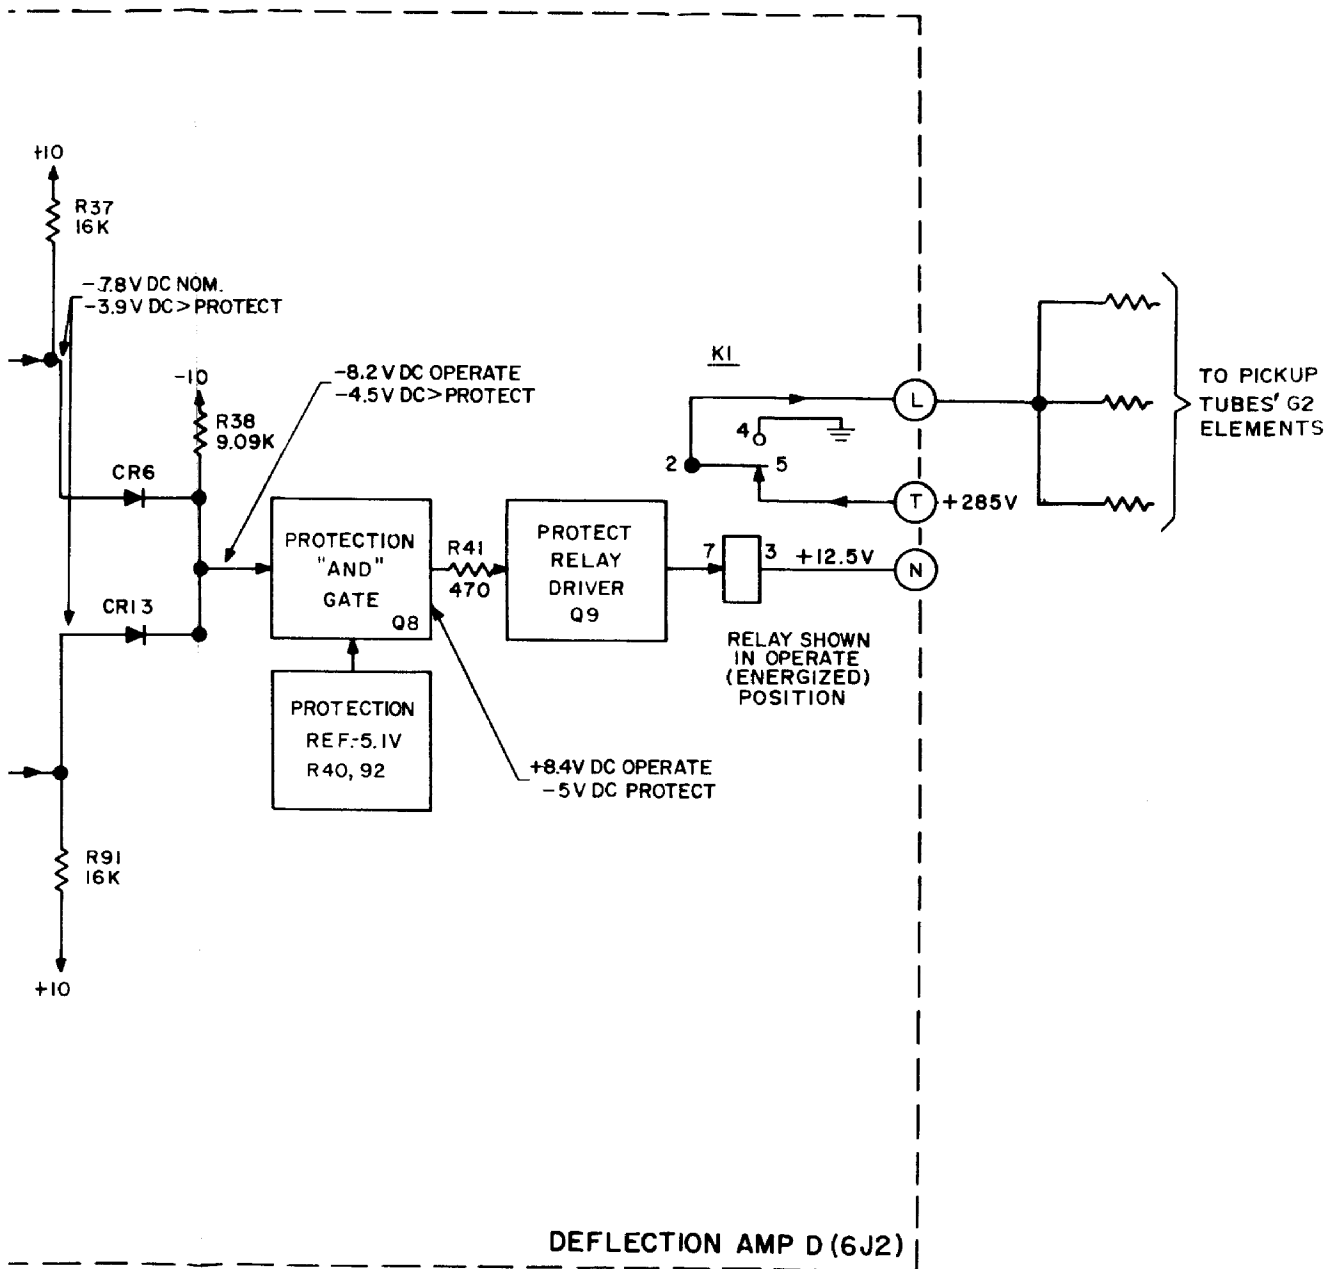 +10
R37
16K
-7.8V DC NOM.
-3.9V DC > PROTECT
-10
R38
9.09K
-8.2V DC OPERATE
-4.5V DC > PROTECT
CR6
CR13
PROTECTION
"AND"
GATE
Q8
R41
470
PROTECT
RELAY
DRIVER
Q9
PROTECTION
REF.-5.1V
R40, 92
+8.4V DC OPERATE
-5V DC PROTECT
K1
4
2
5
L
T
+285V
7
3
+12.5V
N
RELAY SHOWN
IN OPERATE
(ENERGIZED)
POSITION
TO PICKUP
TUBES' G2
ELEMENTS
R91
16K
+10
DEFLECTION AMP D (6J2)